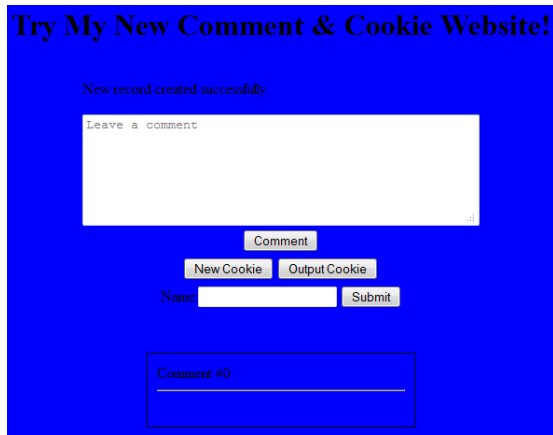 Try My New Comment & Cookie Website!
New record created successfully
Leave a comment
Comment
New Cookie Output Cookie
Name: Submit
Comment #0